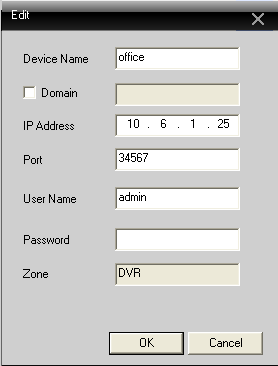 Edit
Device Name office
Domain
IP Address 10 . 6 . 1 . 25
Port 34567
User Name admin
Password
Zone DVR
OK Cancel